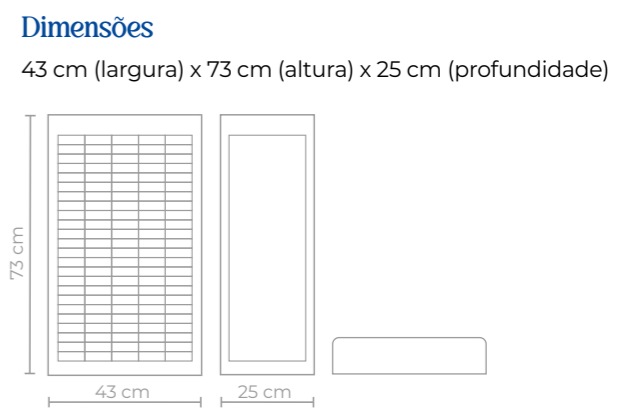 Dimensões
43 cm (largura) x 73 cm (altura) x 25 cm (profundidade)
73 cm
43 cm
25 cm